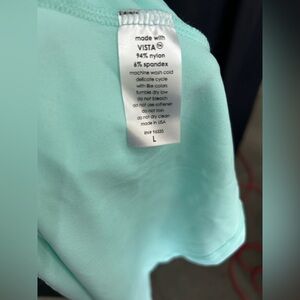 made with
VISTA™
94% nylon
6% spandex
machine wash cold
delicate cycle
with like colors
tumble dry low
do not bleach
do not use softener
do not iron
do not dry clean
made in USA
L